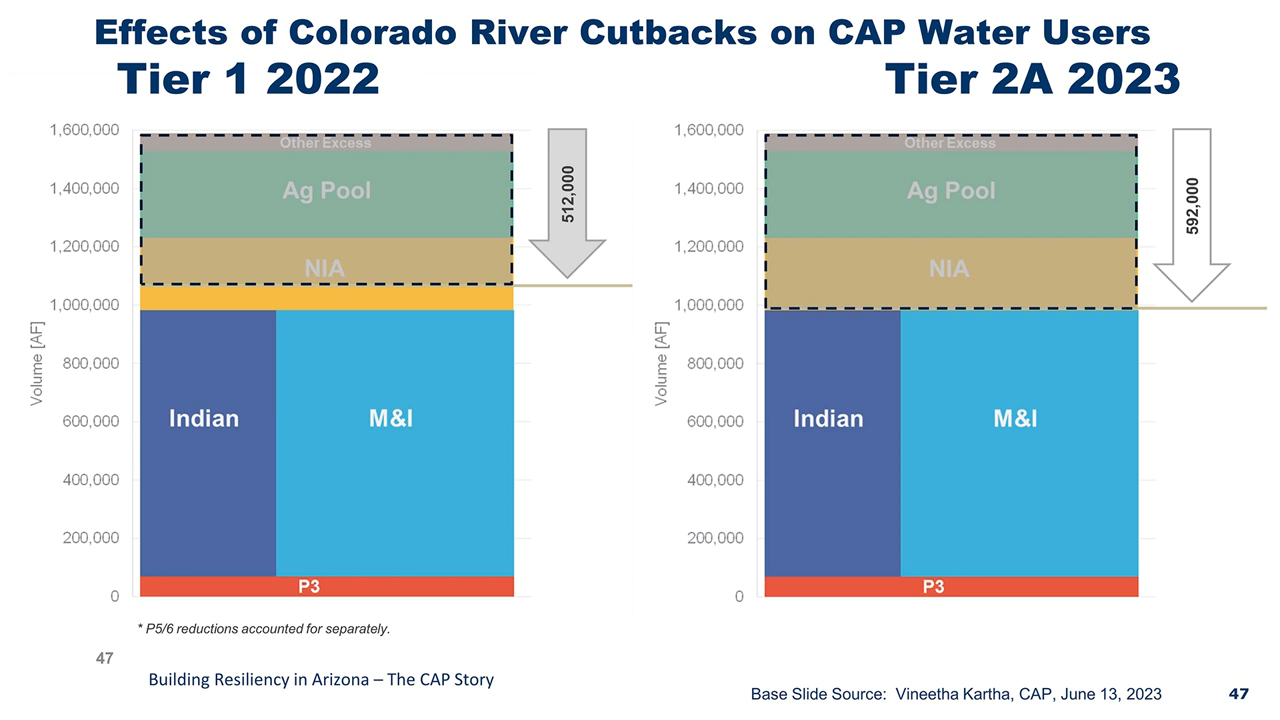 Effects of Colorado River Cutbacks on CAP Water Users
Tier 1 2022
1,600,000
1,400,000
1,200,000
1,000,000
800,000
600,000
400,000
200,000
0
Volume [AF]
Other Excess
Ag Pool
NIA
Indian
M&I
P3
512,000
* P5/6 reductions accounted for separately.
Tier 2A 2023
1,600,000
1,400,000
1,200,000
1,000,000
800,000
600,000
400,000
200,000
0
Volume [AF]
Other Excess
Ag Pool
NIA
Indian
M&I
P3
592,000
47
Building Resiliency in Arizona – The CAP Story
Base Slide Source: Vineetha Kartha, CAP, June 13, 2023
47